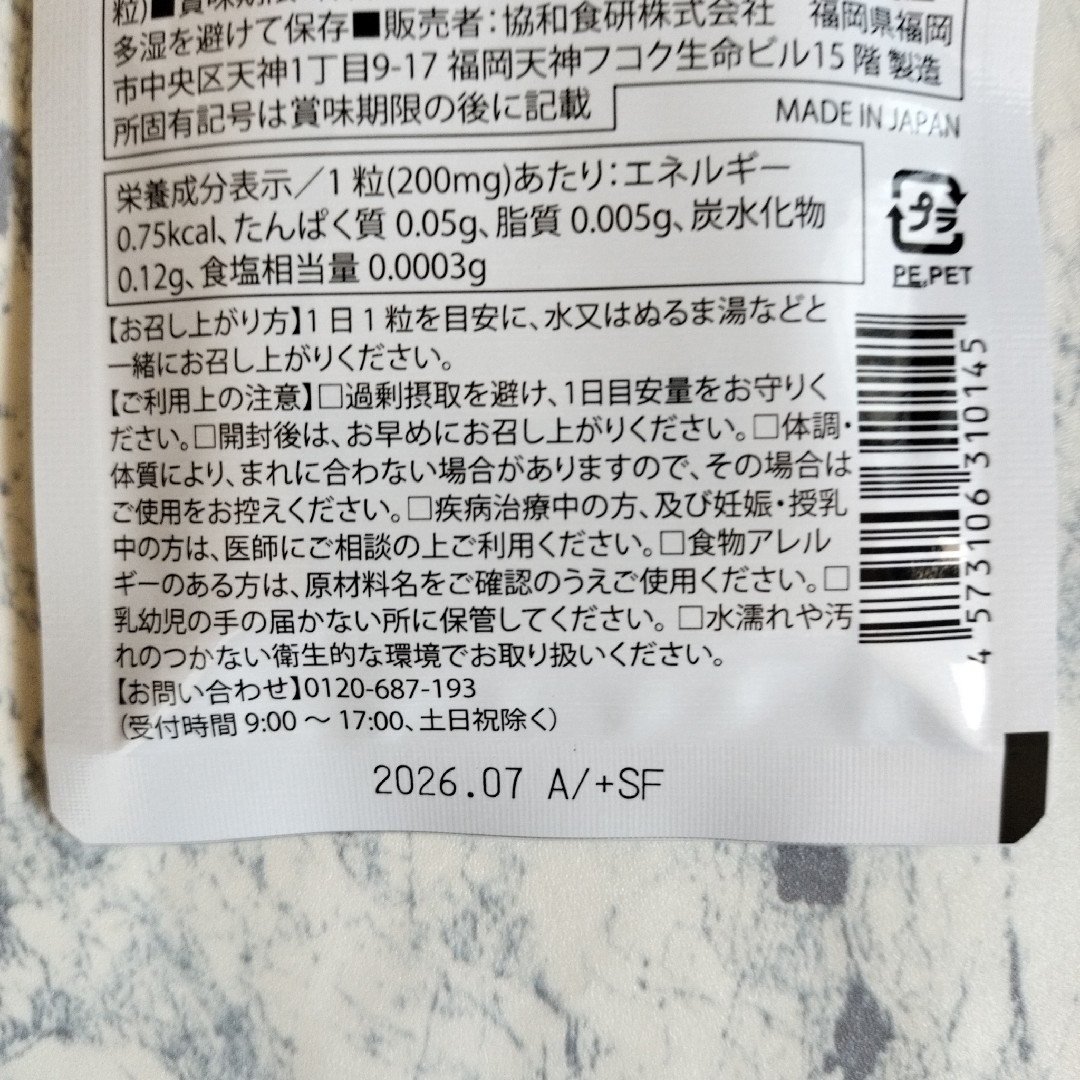 粒)■賞味期限
多湿を避けて保存■販売者：協和食研株式会社　福岡県福岡
市中央区天神1丁目9-17 福岡天神フコク生命ビル15階 製造
所固有記号は賞味期限の後に記載
MADE IN JAPAN
栄養成分表示／1粒(200mg)あたり：エネルギー
0.75kcal、たんぱく質 0.05g、脂質 0.005g、炭水化物
0.12g、食塩相当量 0.0003g
プラ
PE,PET
【お召し上がり方】1日1粒を目安に、水又はぬるま湯などと
一緒にお召し上がりください。
【ご利用上の注意】□過剰摂取を避け、1日目安量をお守りく
ださい。□開封後は、お早めにお召し上がりください。□体調・
体質により、まれに合わない場合がありますので、その場合は
ご使用をお控えください。□疾病治療中の方、及び妊娠・授乳
中の方は、医師にご相談の上ご利用ください。□食物アレル
ギーのある方は、原材料名をご確認のうえご使用ください。□
乳幼児の手の届かない所に保管してください。□水濡れや汚
れのつかない衛生的な環境でお取り扱いください。
【お問い合わせ】0120-687-193
（受付時間 9:00 〜 17:00、土日祝除く）
4 573106 310145
2026.07 A/+SF